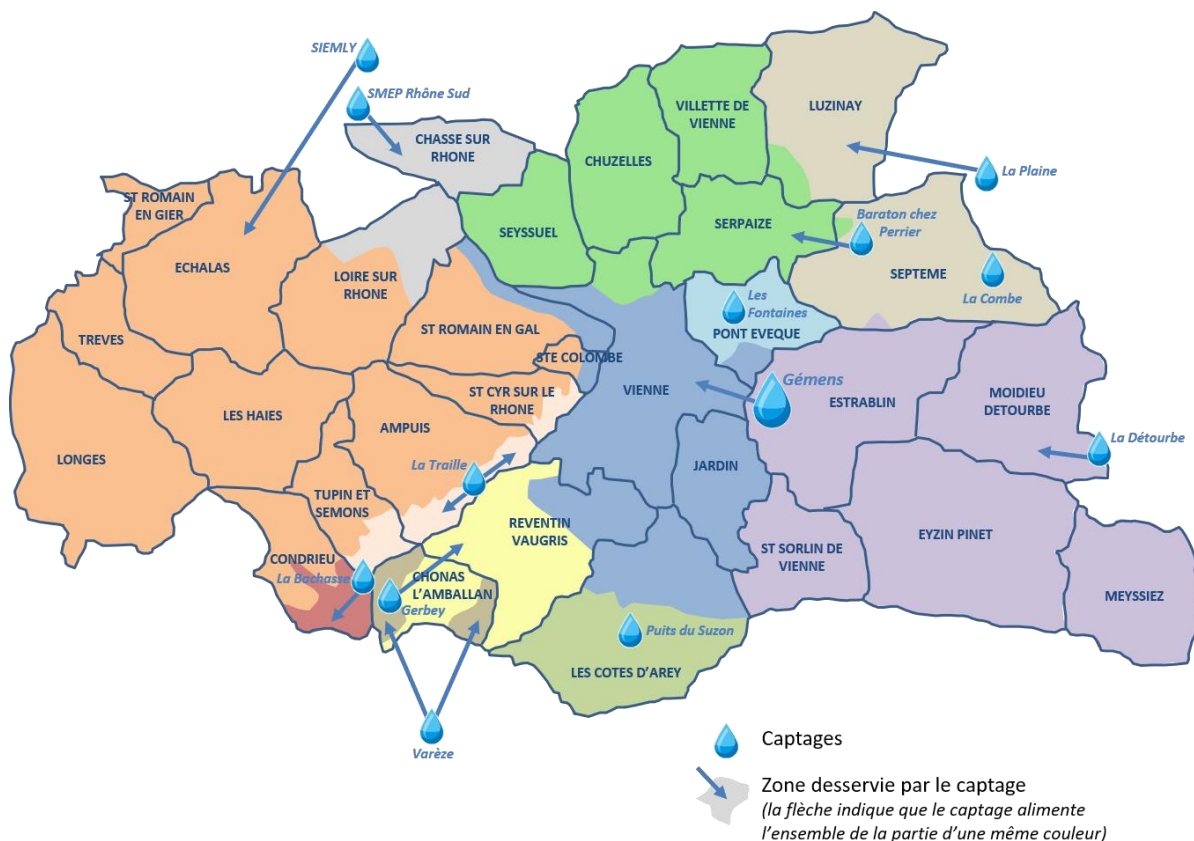 SIEMLY
SMEP Rhône Sud
CHASSE SUR
RHONE
VILLETTE DE
VIENNE
LUZINAY
CHUZELLES
La Plaine
ST ROMAIN
EN GIER
SEYSSUEL
SERPAIZE
Baraton chez
Perrier
ECHALAS
LOIRE SUR
RHONE
SEPTEME
La Combe
Les
Fontaines
PONT EVEQUE
TREVES
ST ROMAIN EN GAL
STE COLOMBE
VIENNE
Gémens
ESTRABLIN
MOIDIEU
DETOURBE
ST CYR SUR LE
RHONE
LES HAIES
AMPUIS
La Détourbe
LONGES
La Traille
JARDIN
TUPIN ET
SEMONS
REVENTIN
VAUGRIS
EYZIN PINET
ST SORLIN DE
VIENNE
CONDRIEU
La Bachasse
CHONAS
L'AMBALLAN
Gerbey
MEYSSIEZ
Puits du Suzon
LES COTES D'AREY
Varèze
Captages
Zone desservie par le captage
(la flèche indique que le captage alimente
l'ensemble de la partie d'une même couleur)